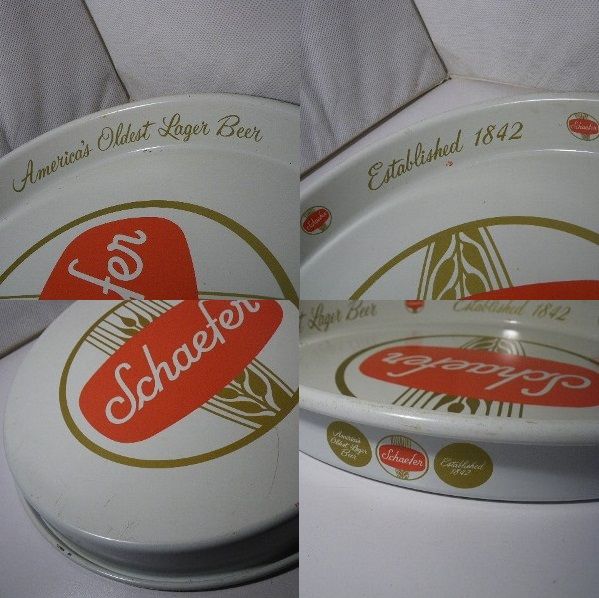 America's Oldest Lager Beer
efer
Established 1842
Schaefer
Schaefer
Schaefer
t Lager Beer
Established 1842
Schaefer
America's
Oldest Lager
Beer
Schaefer
Established
1842